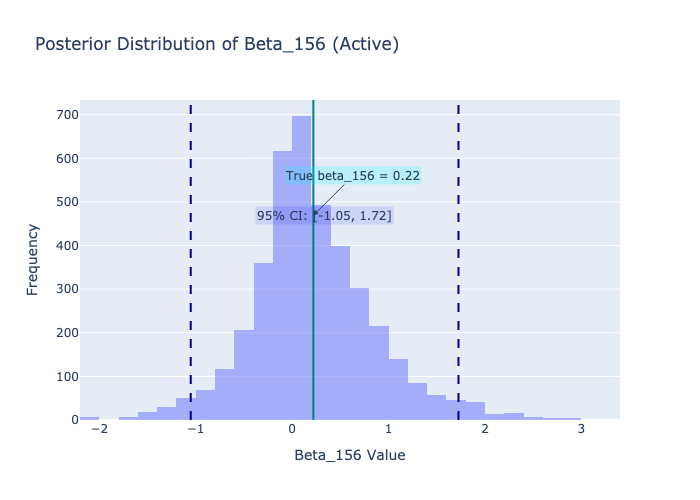 Posterior Distribution of Beta_156 (Active)
700
600
500
400
300
200
100
0
Frequency
True beta_156 = 0.22
95% CI: [-1.05, 1.72]
−2
−1
0
1
2
3
Beta_156 Value